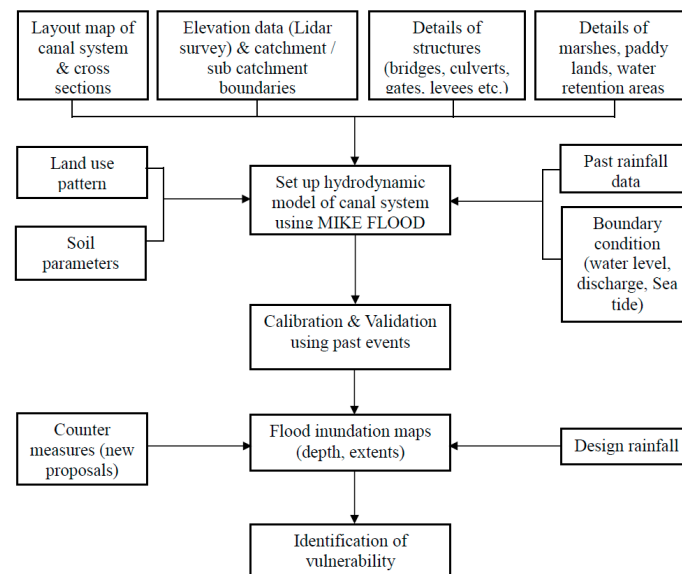 Layout map of
canal system
& cross
sections
Elevation data (Lidar
survey) & catchment /
sub catchment
boundaries
Details of
structures
(bridges, culverts,
gates, levees etc.)
Details of
marshes, paddy
lands, water
retention areas
Land use
pattern
Soil
parameters
Set up hydrodynamic
model of canal system
using MIKE FLOOD
Past rainfall
data
Boundary
condition
(water level,
discharge, Sea
tide)
Calibration & Validation
using past events
Counter
measures (new
proposals)
Flood inundation maps
(depth, extents)
Design rainfall
Identification of
vulnerability